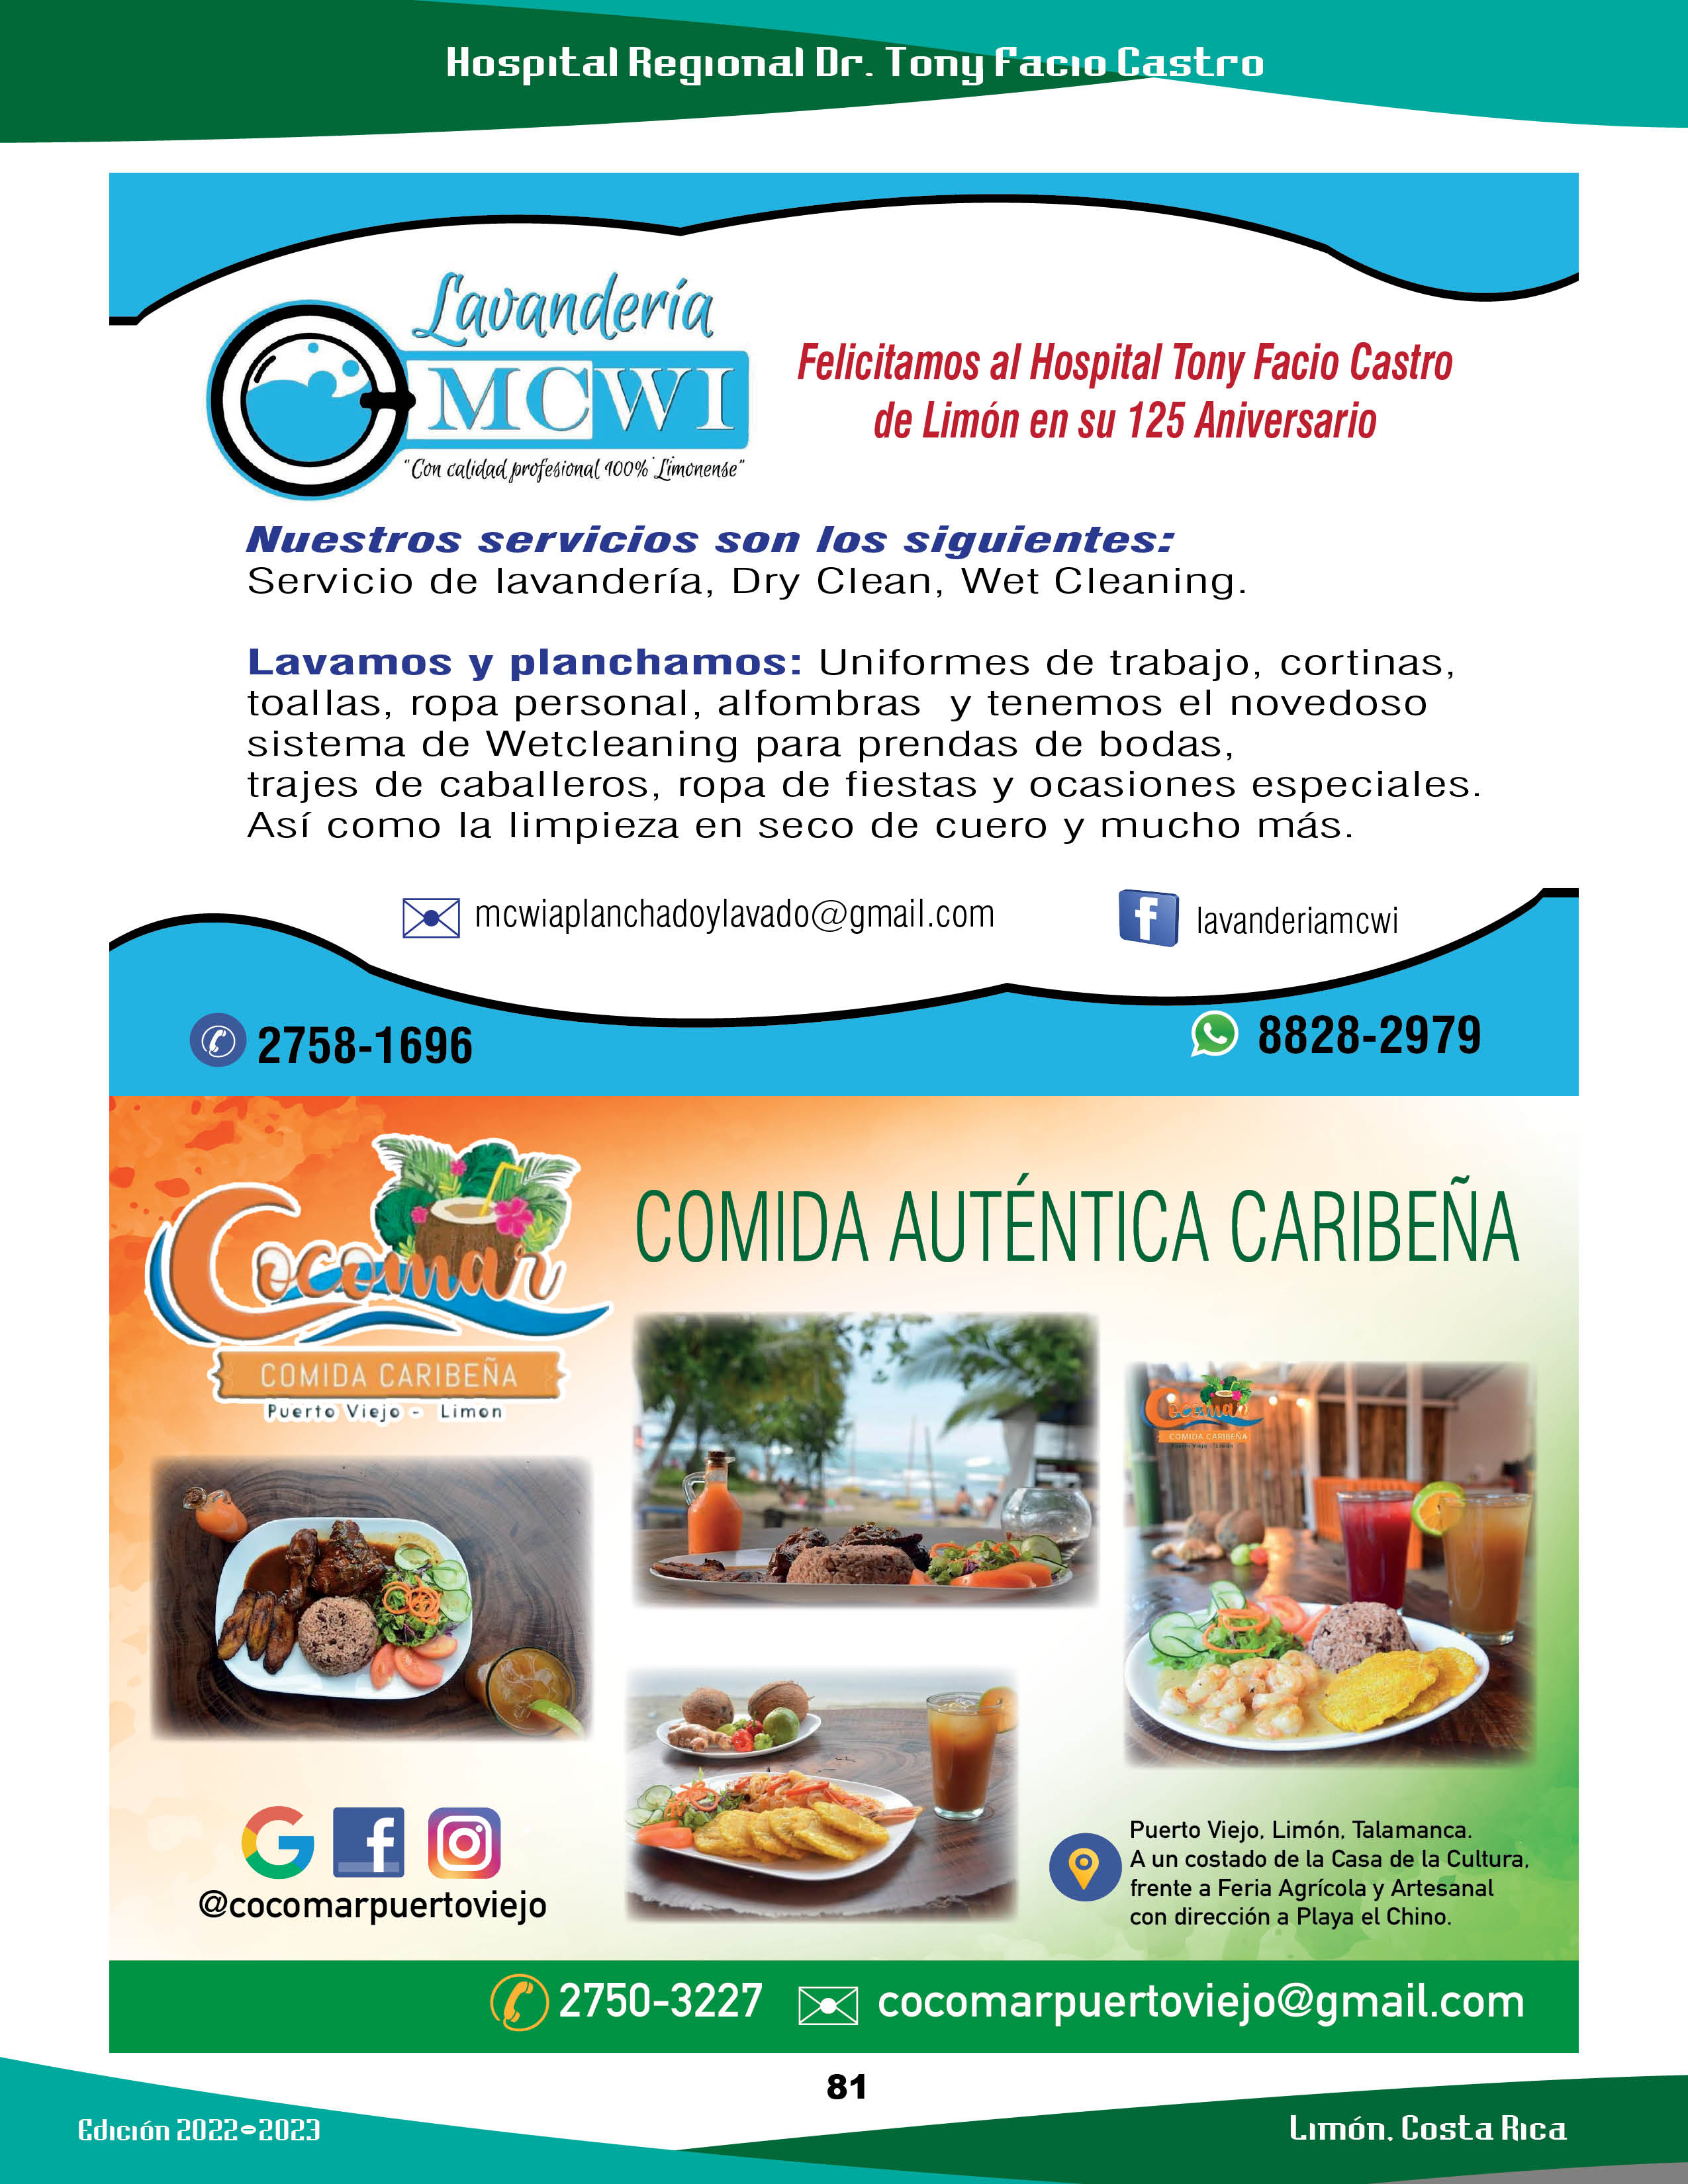 Hospital Regional Dr. Tony Facio Castro
Lavandería
MCWI
"Con calidad profesional 100% Limonense"
Felicitamos al Hospital Tony Facio Castro
de Limón en su 125 Aniversario
Nuestros servicios son los siguientes:
Servicio de lavandería, Dry Clean, Wet Cleaning.
Lavamos y planchamos: Uniformes de trabajo, cortinas,
toallas, ropa personal, alfombras y tenemos el novedoso
sistema de Wetcleaning para prendas de bodas,
trajes de caballeros, ropa de fiestas y ocasiones especiales.
Así como la limpieza en seco de cuero y mucho más.
mcwiaplanchadoylavado@gmail.com
lavanderiamcwi
2758-1696
8828-2979
Cocomar
COMIDA CARIBEÑA
Puerto Viejo - Limon
COMIDA AUTÉNTICA CARIBEÑA
Cocomar
COMIDA CARIBEÑA
Puerto Viejo - Limon
@cocomarpuertoviejo
Puerto Viejo, Limón, Talamanca.
A un costado de la Casa de la Cultura,
frente a Feria Agrícola y Artesanal
con dirección a Playa el Chino.
2750-3227
cocomarpuertoviejo@gmail.com
81
Edición 2022-2023
Limón, Costa Rica